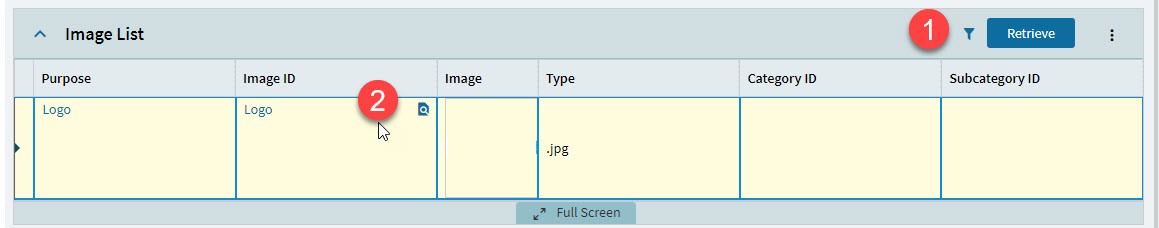 Image List 1 Retrieve
Purpose Image ID Image Type Category ID Subcategory ID
Logo Logo 2
.jpg
Full Screen